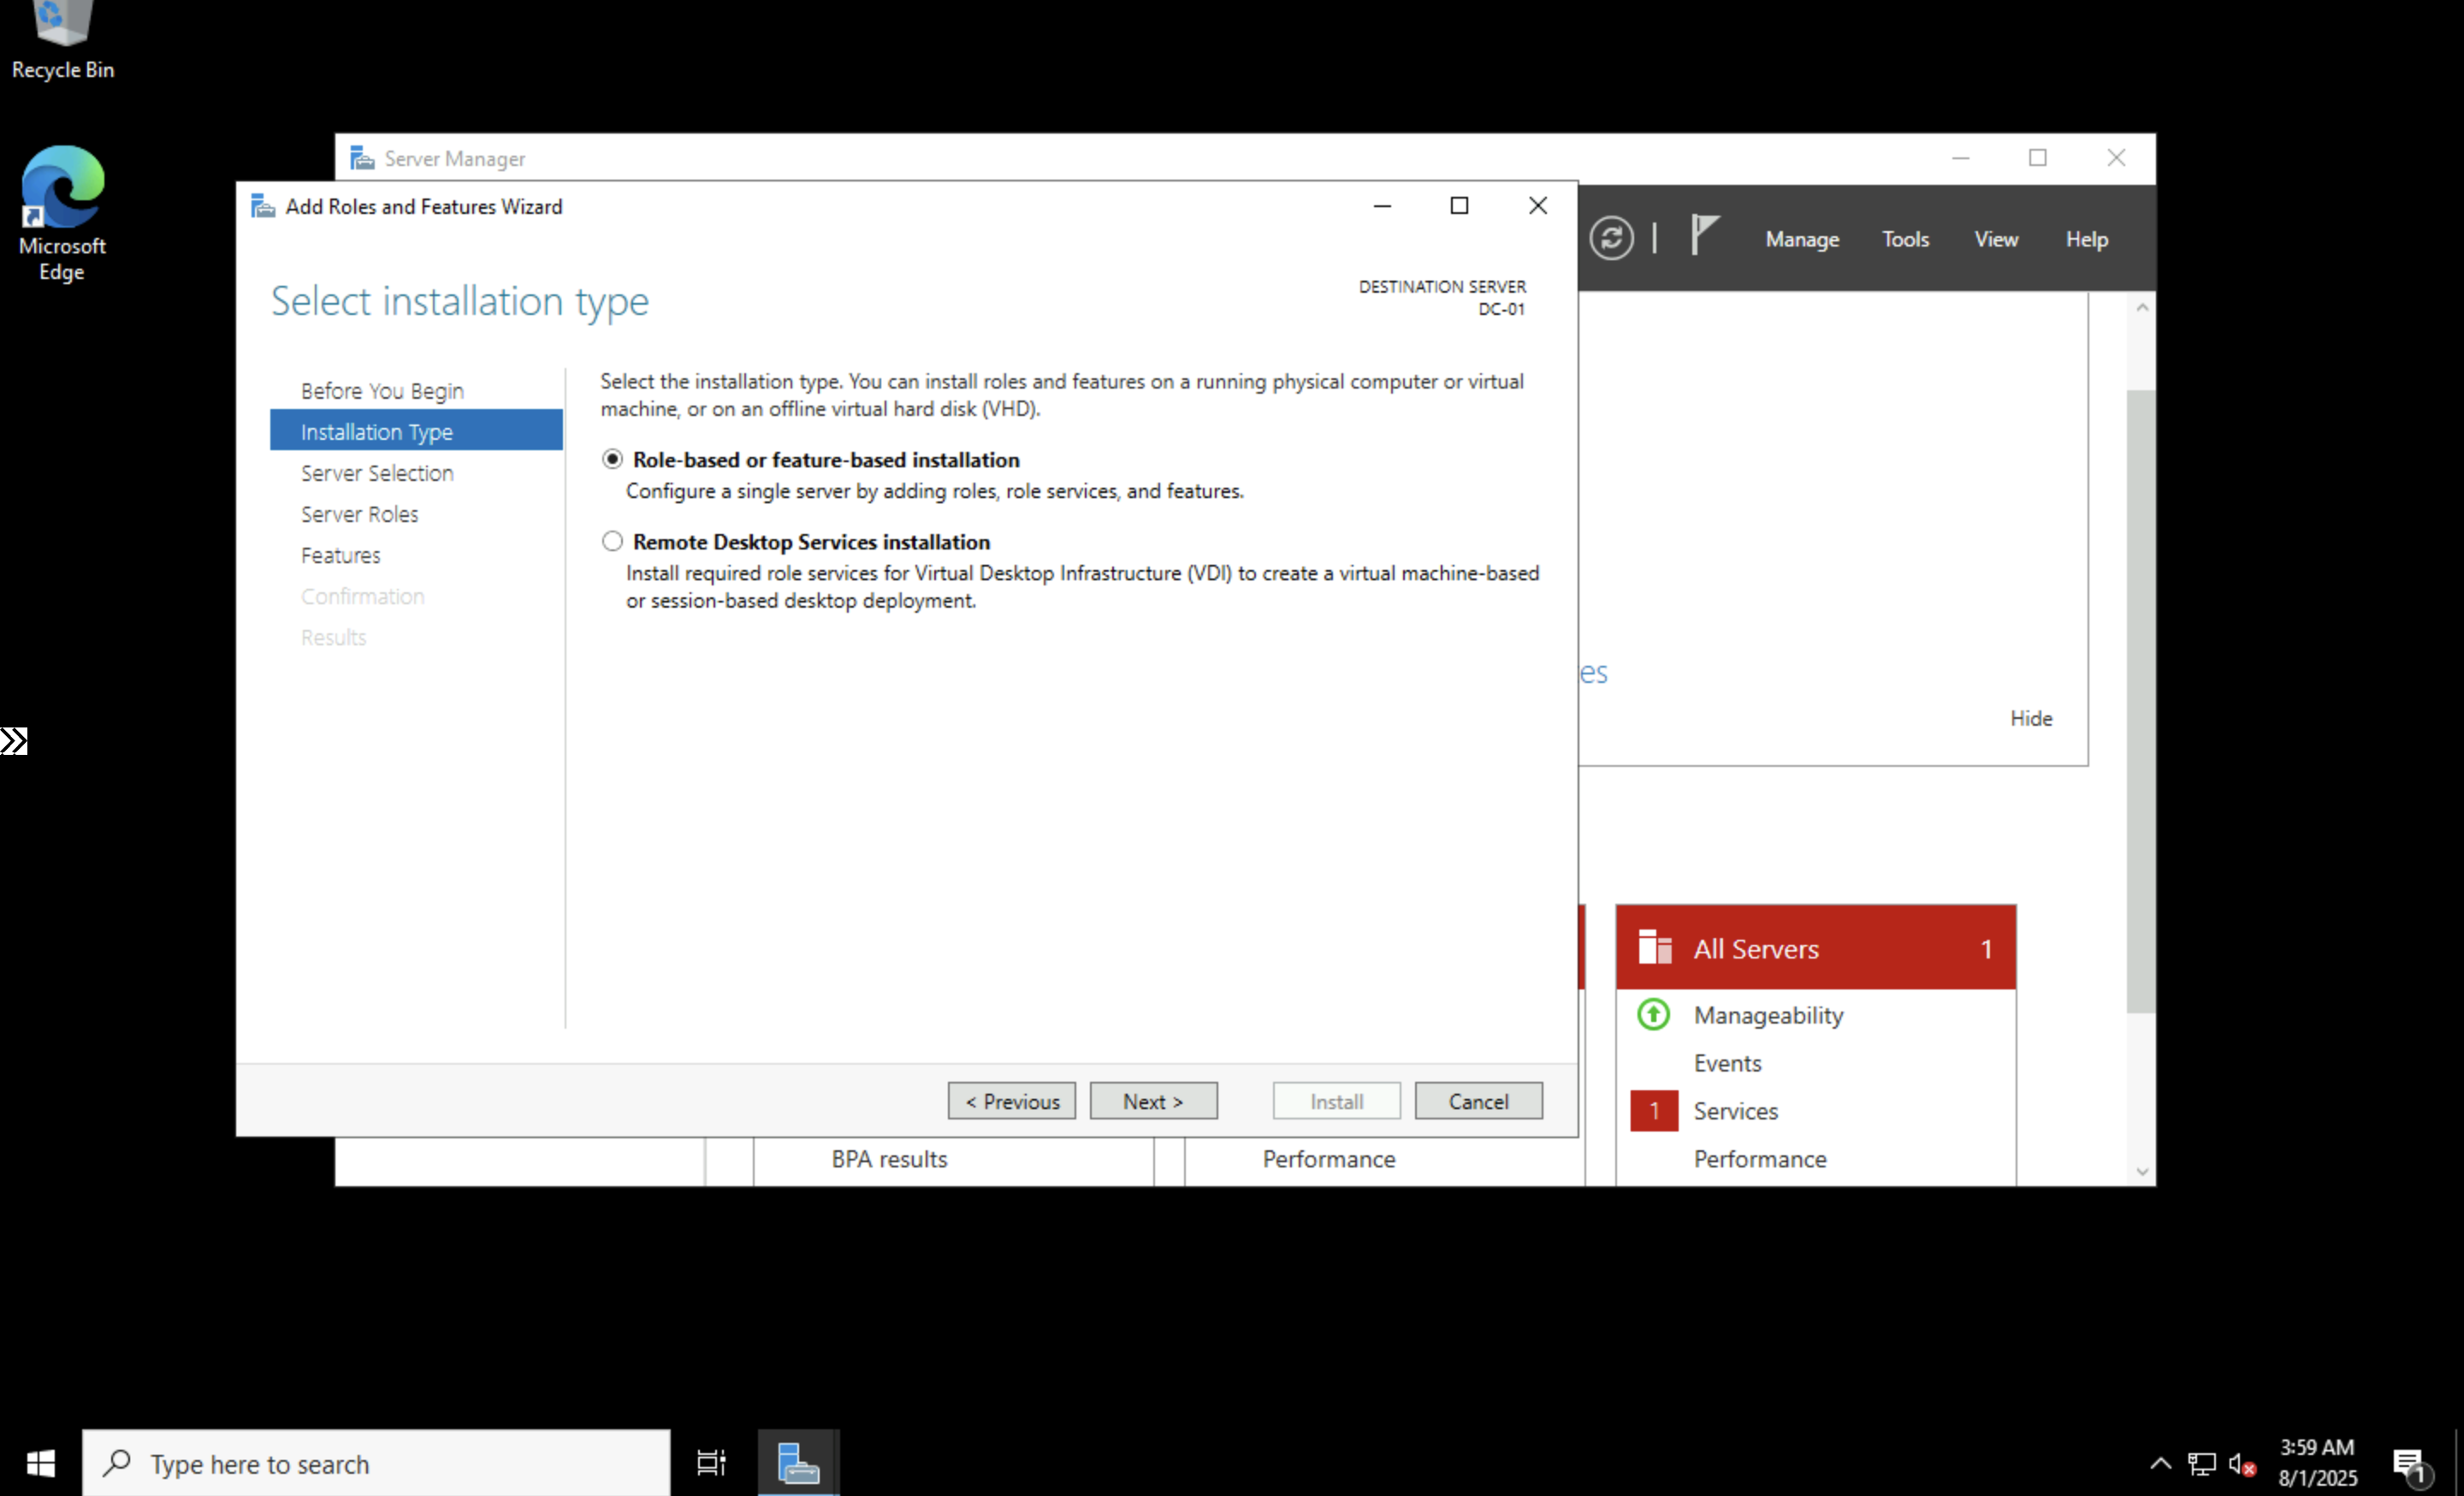 Recycle Bin
Microsoft
Edge
Server Manager
Add Roles and Features Wizard
Manage
Tools
View
Help
Select installation type
DESTINATION SERVER
DC-01
Before You Begin
Installation Type
Server Selection
Server Roles
Features
Confirmation
Results
Select the installation type. You can install roles and features on a running physical computer or virtual
machine, or on an offline virtual hard disk (VHD).
Role-based or feature-based installation
Configure a single server by adding roles, role services, and features.
Remote Desktop Services installation
Install required role services for Virtual Desktop Infrastructure (VDI) to create a virtual machine-based
or session-based desktop deployment.
es
Hide
All Servers 1
Manageability
Events
1 Services
Performance
< Previous
Next >
Install
Cancel
BPA results
Performance
Type here to search
3:59 AM
8/1/2025
1